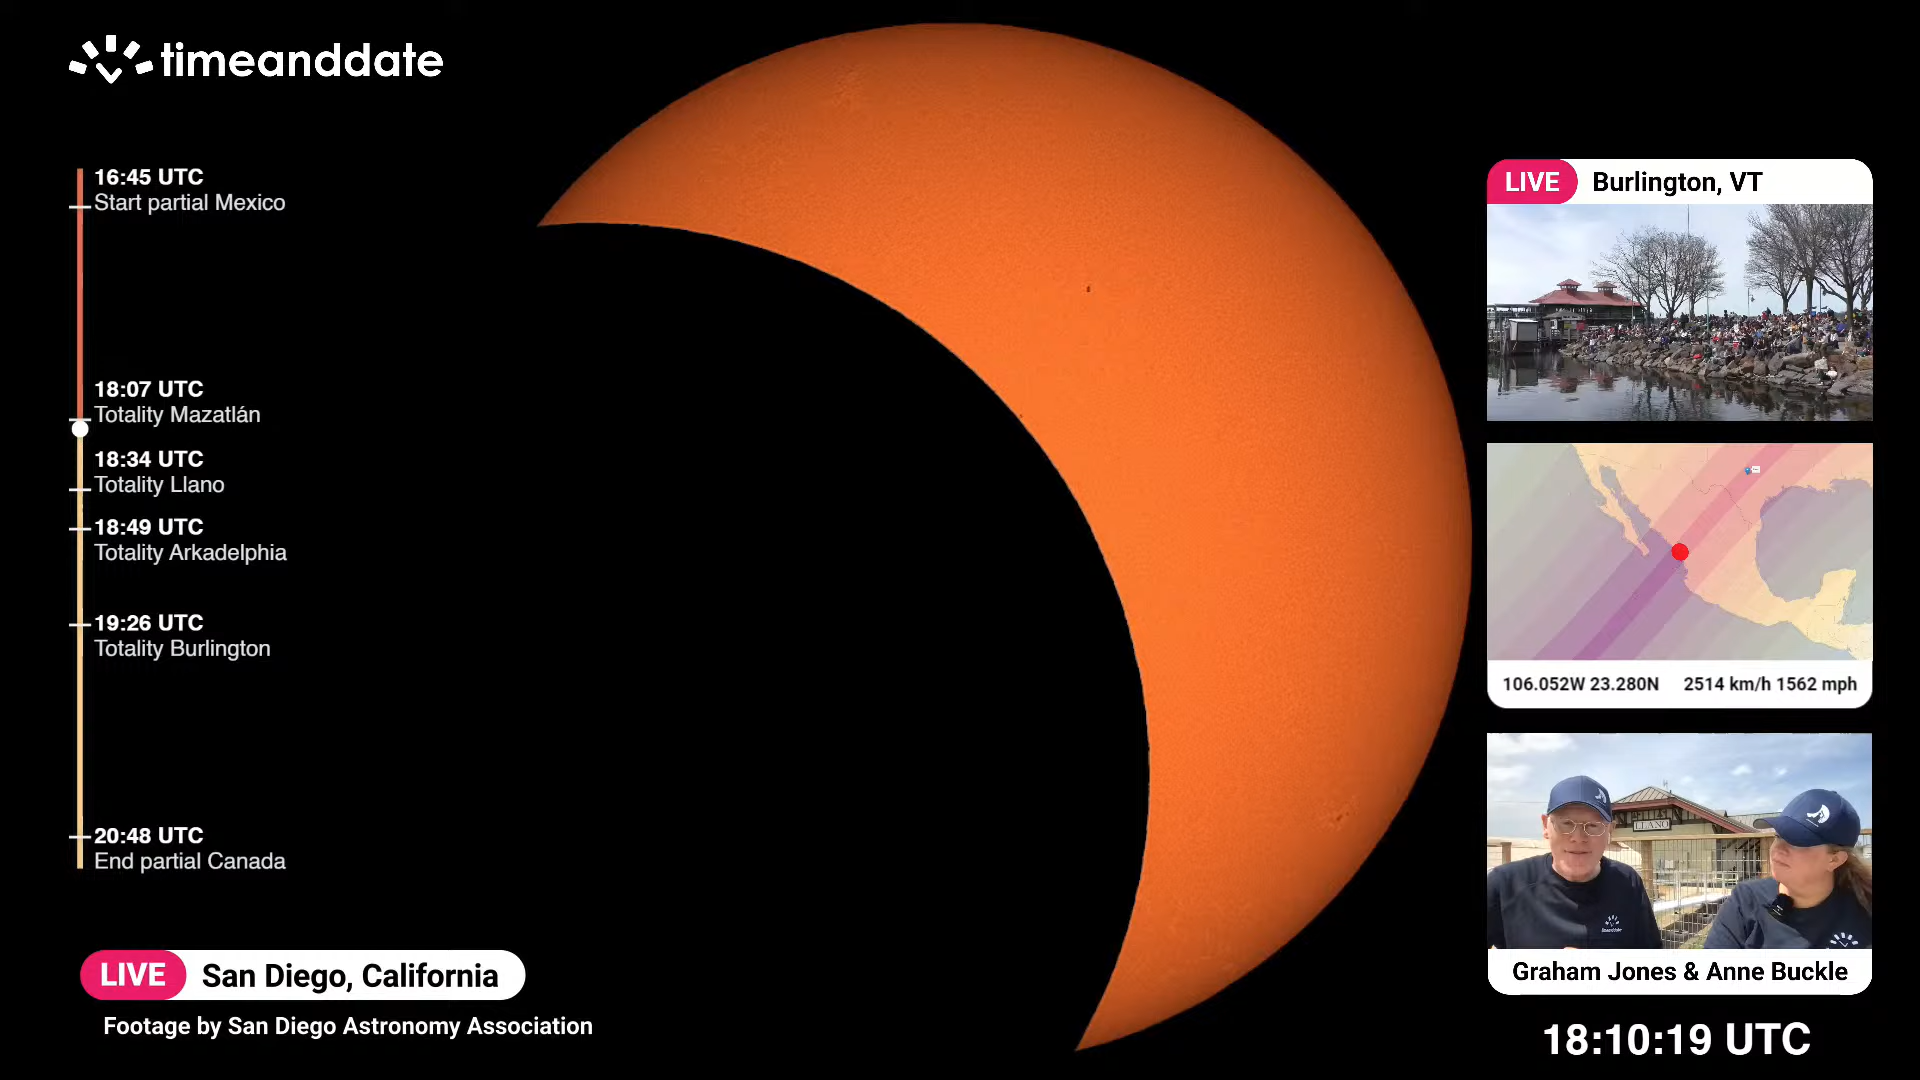 timeanddate
16:45 UTC
Start partial Mexico
18:07 UTC
Totality Mazatlán
18:34 UTC
Totality Llano
18:49 UTC
Totality Arkadelphia
19:26 UTC
Totality Burlington
20:48 UTC
End partial Canada
LIVE San Diego, California
Footage by San Diego Astronomy Association
LIVE Burlington, VT
106.052W 23.280N 2514 km/h 1562 mph
LLANO
timeanddate
Graham Jones & Anne Buckle
18:10:19 UTC